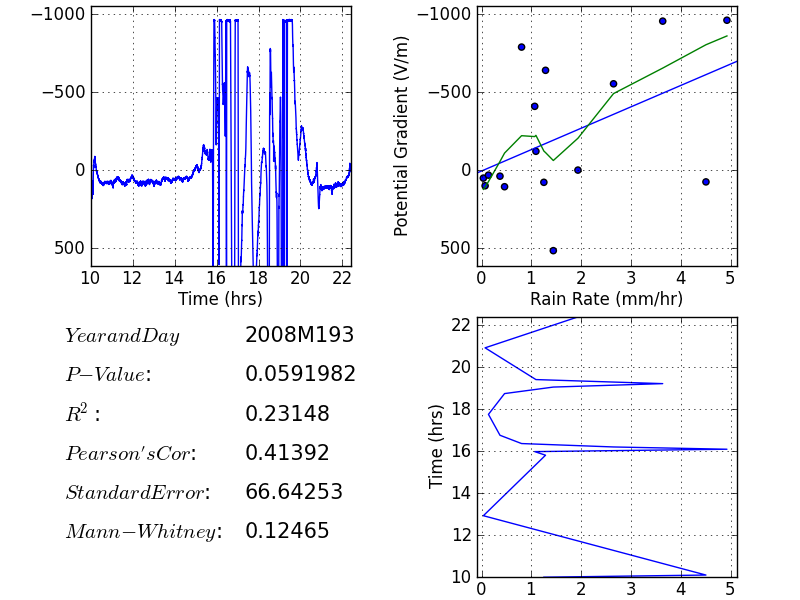 −1000
−500
0
500
10 12 14 16 18 20 22
Time (hrs)
−1000
−500
0
500
Potential Gradient (V/m)
0 1 2 3 4 5
Rain Rate (mm/hr)
YearandDay 2008M193
P−Value: 0.0591982
R²: 0.23148
Pearson'sCor: 0.41392
StandardError: 66.64253
Mann−Whitney: 0.12465
22
20
18
16
14
12
10
Time (hrs)
0 1 2 3 4 5